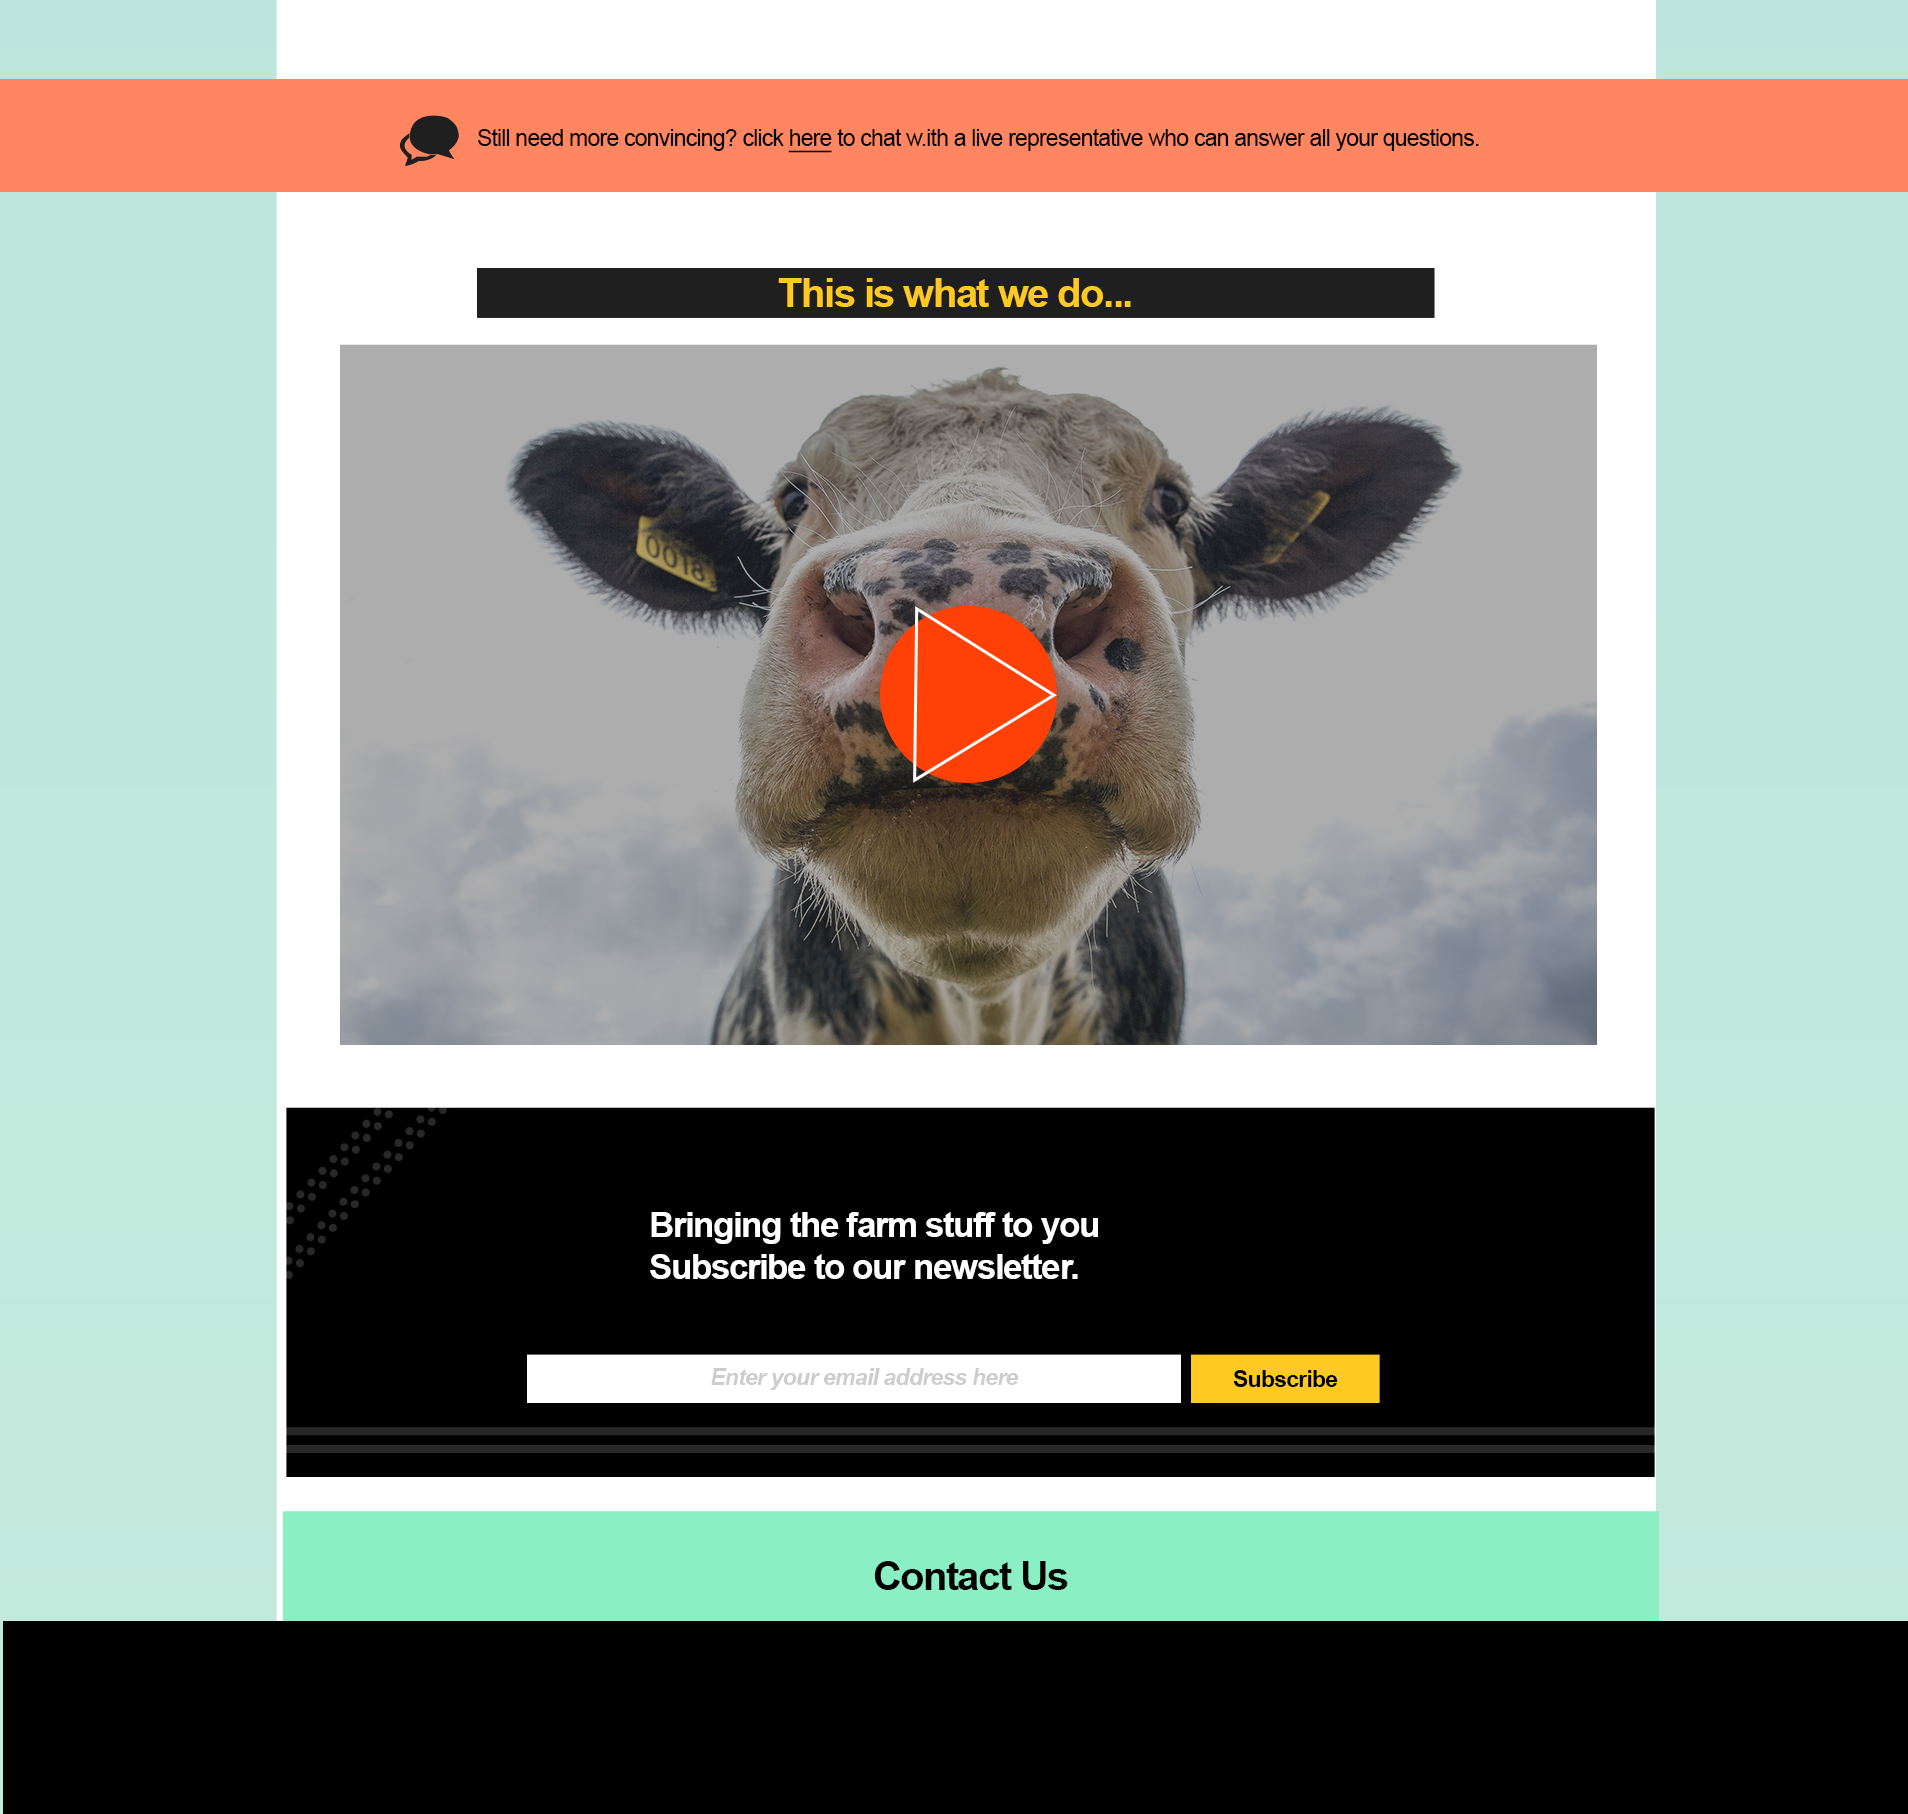 Still need more convincing? click here to chat w.ith a live representative who can answer all your questions.
This is what we do...
0018
Bringing the farm stuff to you
Subscribe to our newsletter.
Enter your email address here
Subscribe
Contact Us